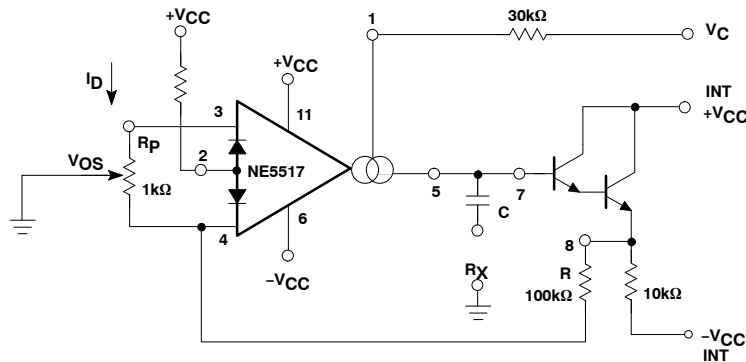 +VCC
1
30kΩ
VC
ID
+VCC
INT
+VCC
3
11
RP
VOS
2
NE5517
1kΩ
5
7
C
4
6
−VCC
8
RX
R
100kΩ
10kΩ
−VCC
INT